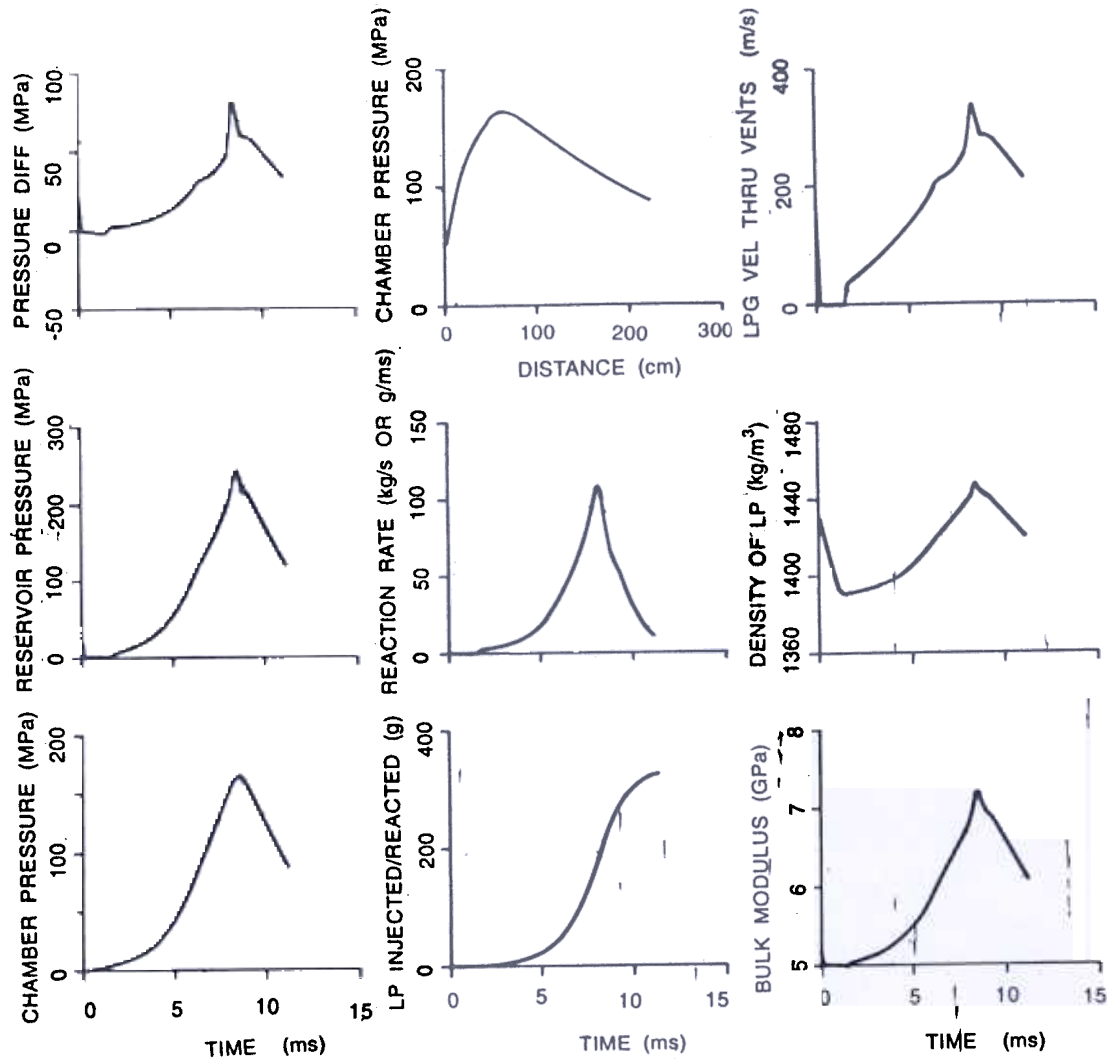 PRESSURE DIFF (MPa)
100
50
0
-50
CHAMBER PRESSURE (MPa)
200
100
0
0 100 200 300
DISTANCE (cm)
LPG VEL THRU VENTS (m/s)
400
200
0
RESERVOIR PRESSURE (MPa)
300
200
100
0
REACTION RATE (kg/s OR g/ms)
150
100
50
0
DENSITY OF LP (kg/m³)
1480
1440
1400
1360
CHAMBER PRESSURE (MPa)
200
100
0
0 5 10 15
TIME (ms)
LP INJECTED/REACTED (g)
400
200
0
0 5 10 15
TIME (ms)
BULK MODULUS (GPa)
8
7
6
5
0 5 10 15
TIME (ms)